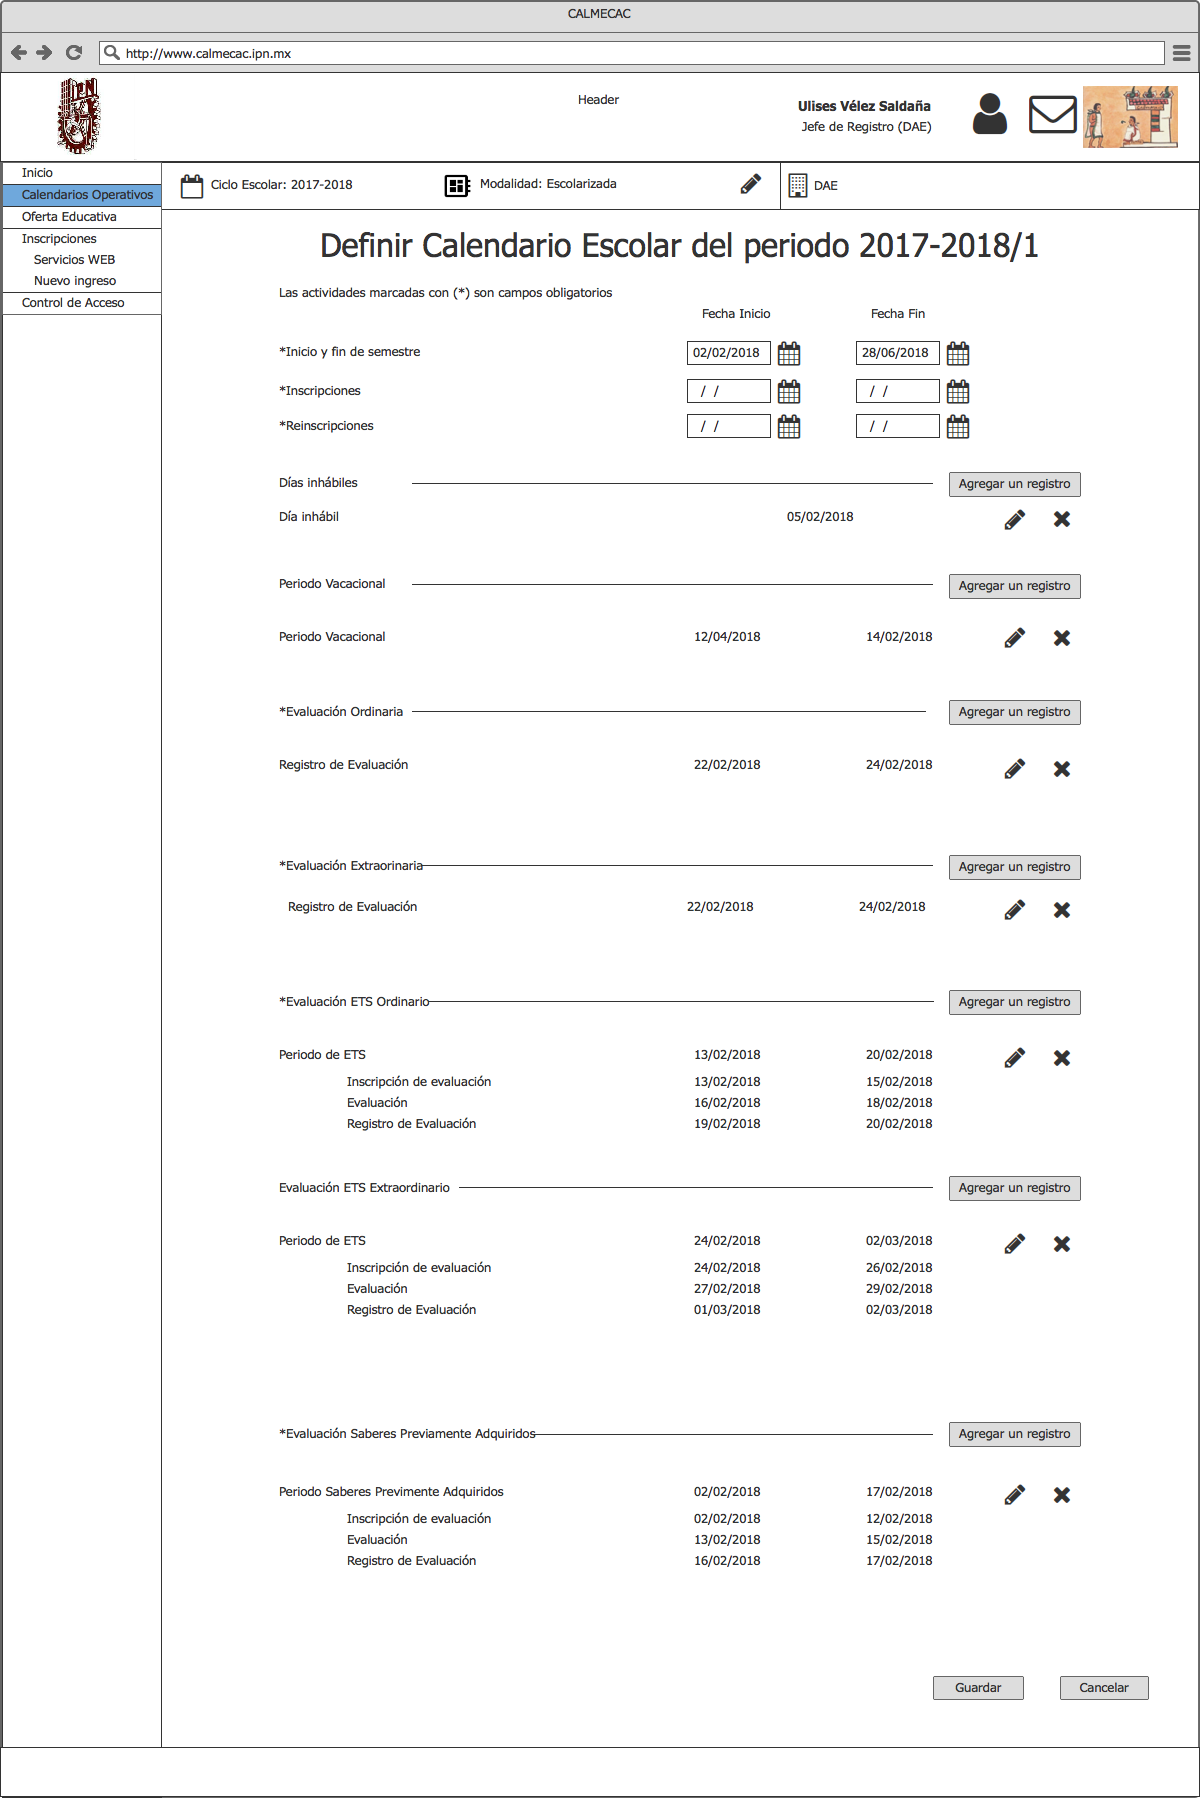 CALMECAC
http://www.calmecac.ipn.mx
Header
Ulises Vélez Saldaña
Jefe de Registro (DAE)
Inicio
Calendarios Operativos
Oferta Educativa
Inscripciones
Servicios WEB
Nuevo ingreso
Control de Acceso
Ciclo Escolar: 2017-2018
Modalidad: Escolarizada
DAE
Definir Calendario Escolar del periodo 2017-2018/1
Las actividades marcadas con (*) son campos obligatorios
Fecha Inicio Fecha Fin
*Inicio y fin de semestre 02/02/2018 28/06/2018
*Inscripciones / / / /
*Reinscripciones / / / /
Días inhábiles Agregar un registro
Día inhábil 05/02/2018
Periodo Vacacional Agregar un registro
Periodo Vacacional 12/04/2018 14/02/2018
*Evaluación Ordinaria Agregar un registro
Registro de Evaluación 22/02/2018 24/02/2018
*Evaluación Extraorinaria Agregar un registro
Registro de Evaluación 22/02/2018 24/02/2018
*Evaluación ETS Ordinario Agregar un registro
Periodo de ETS 13/02/2018 20/02/2018
Inscripción de evaluación 13/02/2018 15/02/2018
Evaluación 16/02/2018 18/02/2018
Registro de Evaluación 19/02/2018 20/02/2018
Evaluación ETS Extraordinario Agregar un registro
Periodo de ETS 24/02/2018 02/03/2018
Inscripción de evaluación 24/02/2018 26/02/2018
Evaluación 27/02/2018 29/02/2018
Registro de Evaluación 01/03/2018 02/03/2018
*Evaluación Saberes Previamente Adquiridos Agregar un registro
Periodo Saberes Previmente Adquiridos 02/02/2018 17/02/2018
Inscripción de evaluación 02/02/2018 12/02/2018
Evaluación 13/02/2018 15/02/2018
Registro de Evaluación 16/02/2018 17/02/2018
Guardar Cancelar